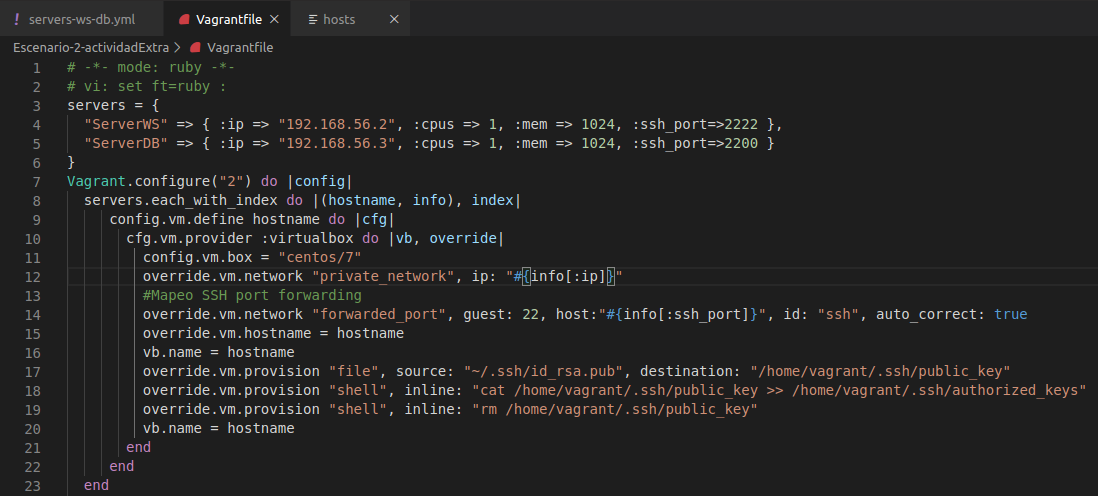 servers-ws-db.yml Vagrantfile hosts
Escenario-2-actividadExtra > Vagrantfile
1 # -*- mode: ruby -*-
2 # vi: set ft=ruby :
3 servers = {
4 "ServerWS" => { :ip => "192.168.56.2", :cpus => 1, :mem => 1024, :ssh_port=>2222 },
5 "ServerDB" => { :ip => "192.168.56.3", :cpus => 1, :mem => 1024, :ssh_port=>2200 }
6 }
7 Vagrant.configure("2") do |config|
8 servers.each_with_index do |(hostname, info), index|
9 config.vm.define hostname do |cfg|
10 cfg.vm.provider :virtualbox do |vb, override|
11 config.vm.box = "centos/7"
12 override.vm.network "private_network", ip: "#{info[:ip]}"
13 #Mapeo SSH port forwarding
14 override.vm.network "forwarded_port", guest: 22, host:"#{info[:ssh_port]}", id: "ssh", auto_correct: true
15 override.vm.hostname = hostname
16 vb.name = hostname
17 override.vm.provision "file", source: "~/.ssh/id_rsa.pub", destination: "/home/vagrant/.ssh/public_key"
18 override.vm.provision "shell", inline: "cat /home/vagrant/.ssh/public_key >> /home/vagrant/.ssh/authorized_keys"
19 override.vm.provision "shell", inline: "rm /home/vagrant/.ssh/public_key"
20 vb.name = hostname
21 end
22 end
23 end